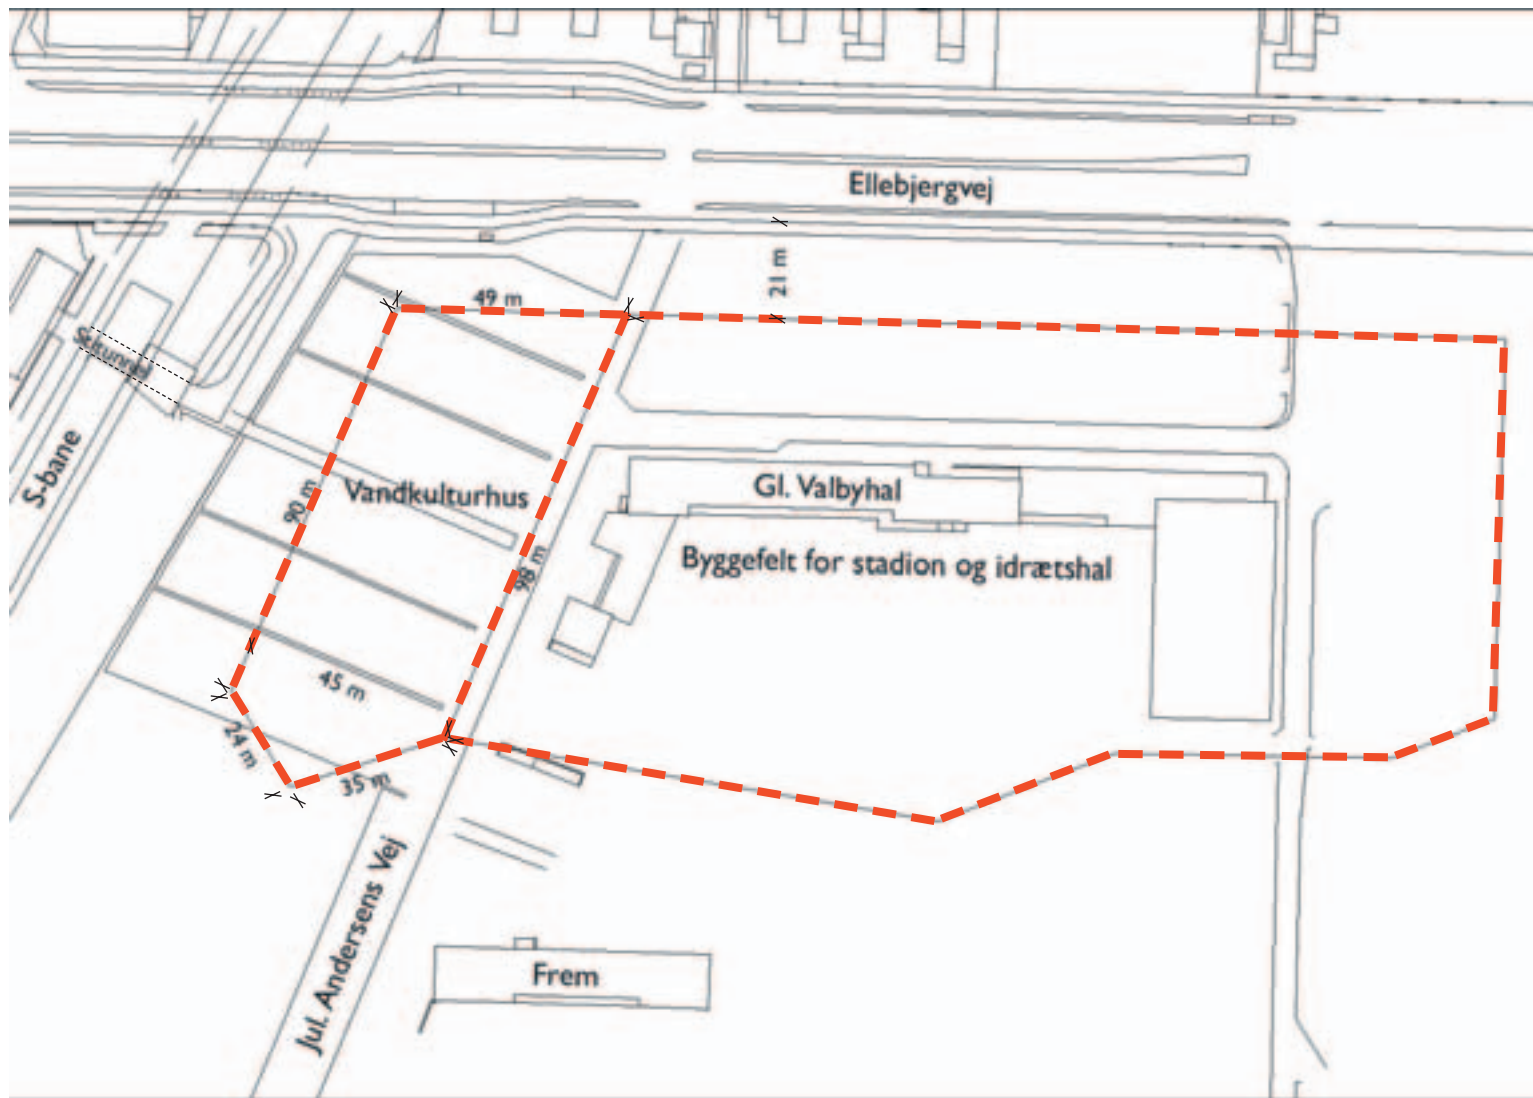 Ellebjergvej
21 m
49 m
Stitunnel
S-bane
90 m
Vandkulturhus
Gl. Valbyhal
98 m
Byggefelt for stadion og idrætshal
45 m
24 m
35 m
Jul. Andersens Vej
Frem